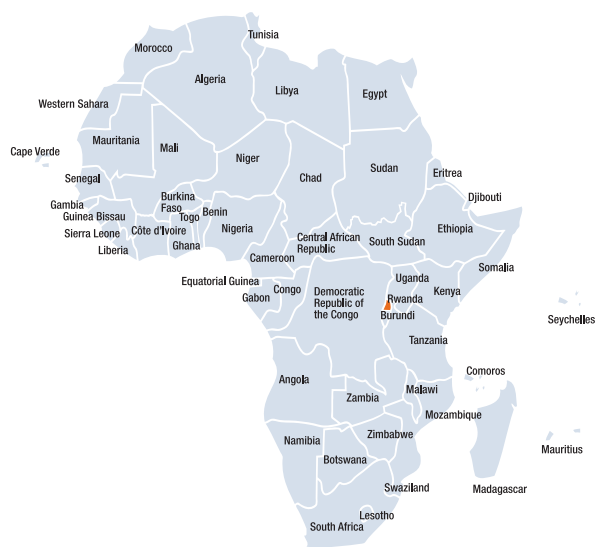 Tunisia
Morocco
Algeria
Libya
Egypt
Western Sahara
Mauritania
Mali
Cape Verde
Niger
Chad
Sudan
Eritrea
Senegal
Djibouti
Gambia
Burkina
Faso
Benin
Guinea Bissau
Togo
Sierra Leone
Côte d'Ivoire
Nigeria
Ethiopia
Liberia
Ghana
Central African
Republic
South Sudan
Cameroon
Somalia
Equatorial Guinea
Uganda
Gabon
Congo
Democratic
Republic of
the Congo
Rwanda
Kenya
Burundi
Seychelles
Tanzania
Comoros
Angola
Malawi
Zambia
Mozambique
Zimbabwe
Namibia
Mauritius
Botswana
Swaziland
Madagascar
Lesotho
South Africa